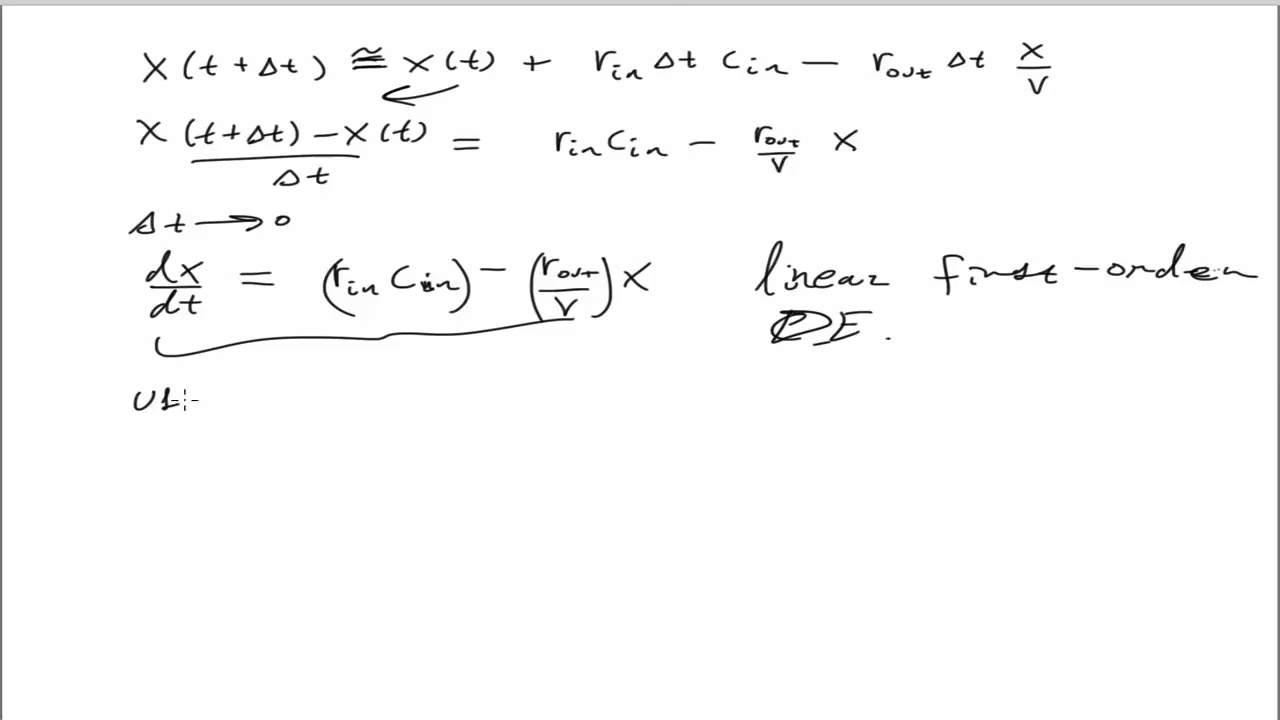 x(t+Δt) ≅ x(t) + r_in Δt c_in − r_out Δt x/V
x(t+Δt) − x(t) / Δt = r_in c_in − r_out/V x
Δt → 0
dx/dt = (r_in c_in) − (r_out/V) x linear first-order
DE.